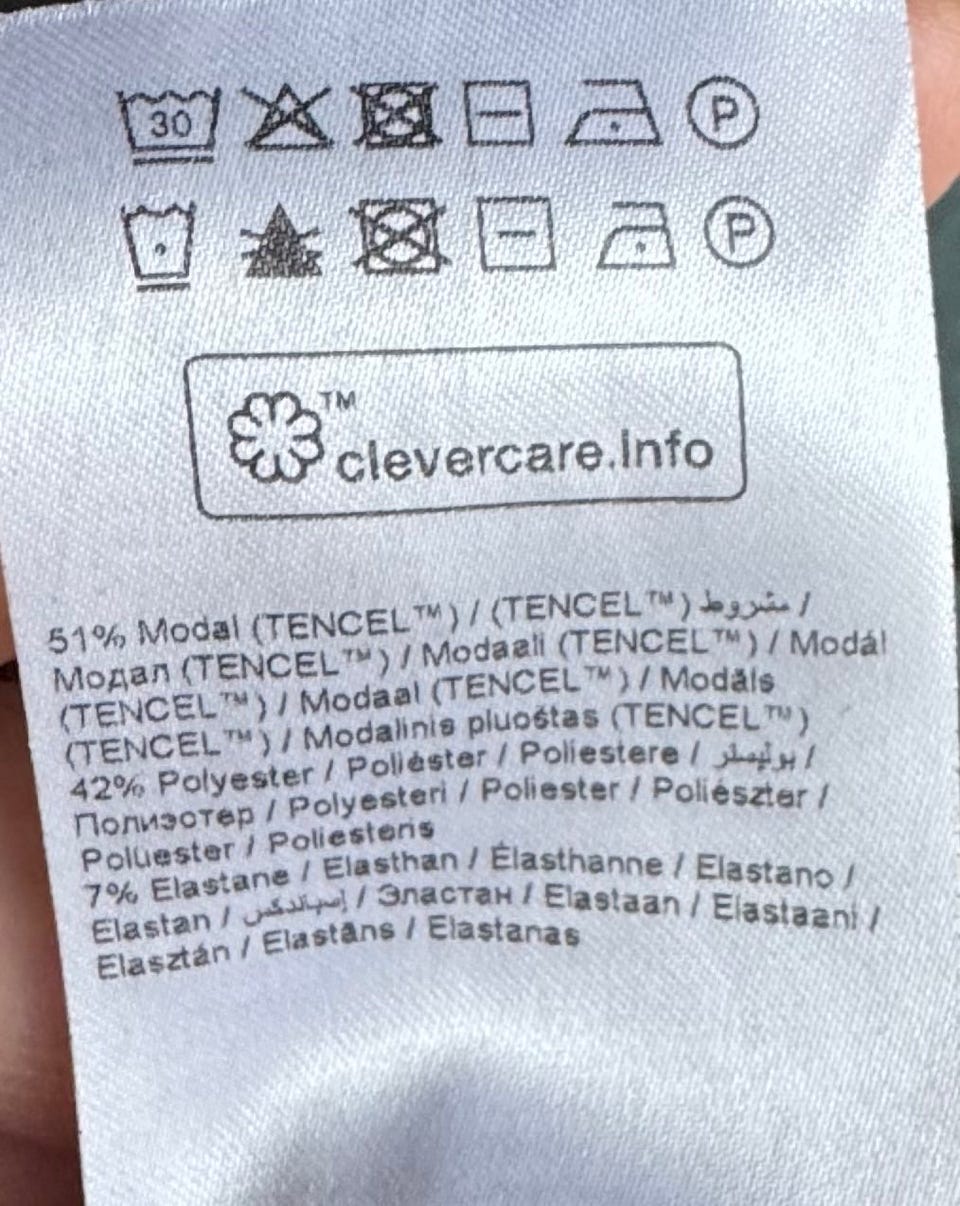 30 P
P
™
clevercare.info
51% Modal (TENCEL™) / (TENCEL™) مشروط /
Модал (TENCEL™) / Modaali (TENCEL™) / Modál
(TENCEL™) / Modaal (TENCEL™) / Modāls
(TENCEL™) / Modalinis pluoštas (TENCEL™)
42% Polyester / Poliéster / Poliestere / بوليستر /
Полиэстер / Polyesteri / Poliester / Poliészter /
Polüester / Poliesteris
7% Elastane / Elasthan / Élasthanne / Elastano /
Elastan / إسباندكس / Эластан / Elastaan / Elastaani /
Elasztán / Elastāns / Elastanas